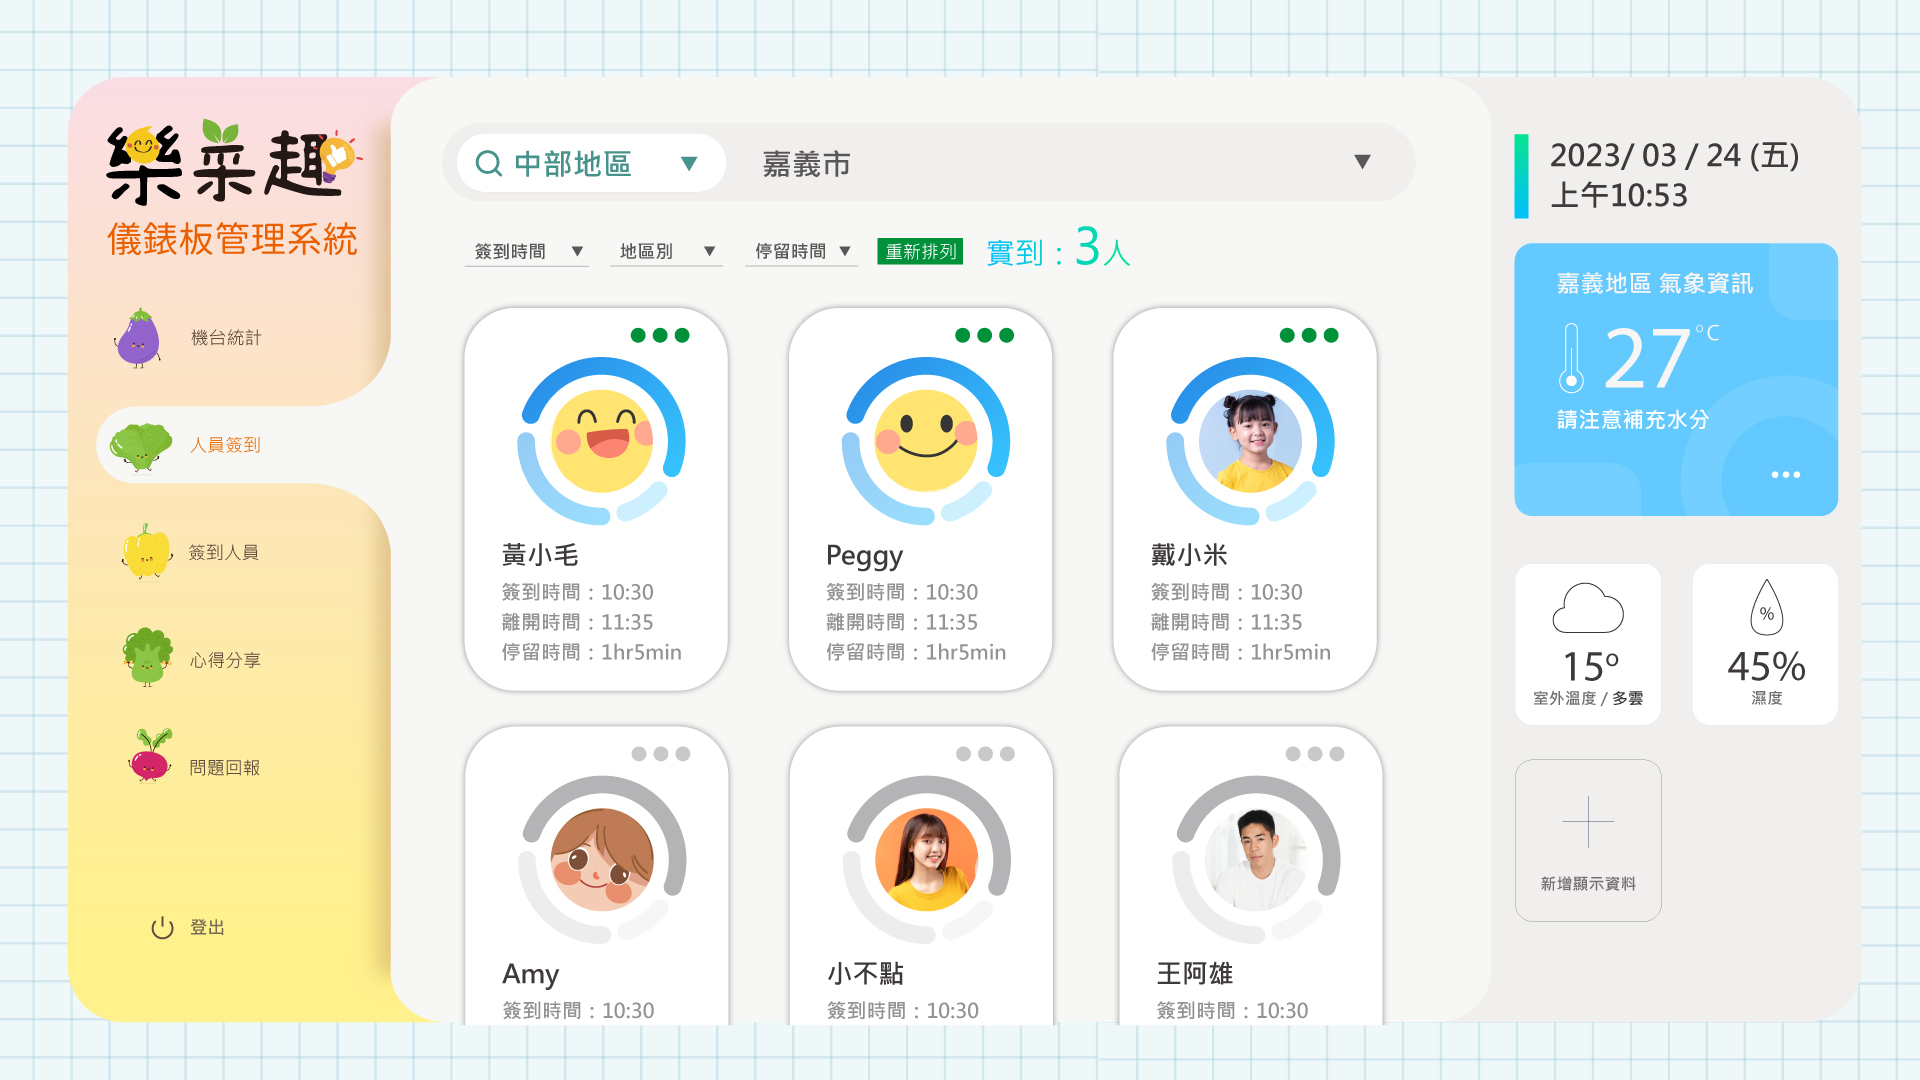 樂采趣
儀錶板管理系統
機台統計
人員簽到
簽到人員
心得分享
問題回報
登出
中部地區 ▼
嘉義市 ▼
簽到時間 ▼
地區別 ▼
停留時間 ▼
重新排列
實到：3人
黃小毛
簽到時間：10:30
離開時間：11:35
停留時間：1hr5min
Peggy
簽到時間：10:30
離開時間：11:35
停留時間：1hr5min
戴小米
簽到時間：10:30
離開時間：11:35
停留時間：1hr5min
Amy
簽到時間：10:30
小不點
簽到時間：10:30
王阿雄
簽到時間：10:30
2023/ 03 / 24 (五)
上午10:53
嘉義地區 氣象資訊
27°C
請注意補充水分
15°
室外溫度 / 多雲
%
45%
濕度
新增顯示資料